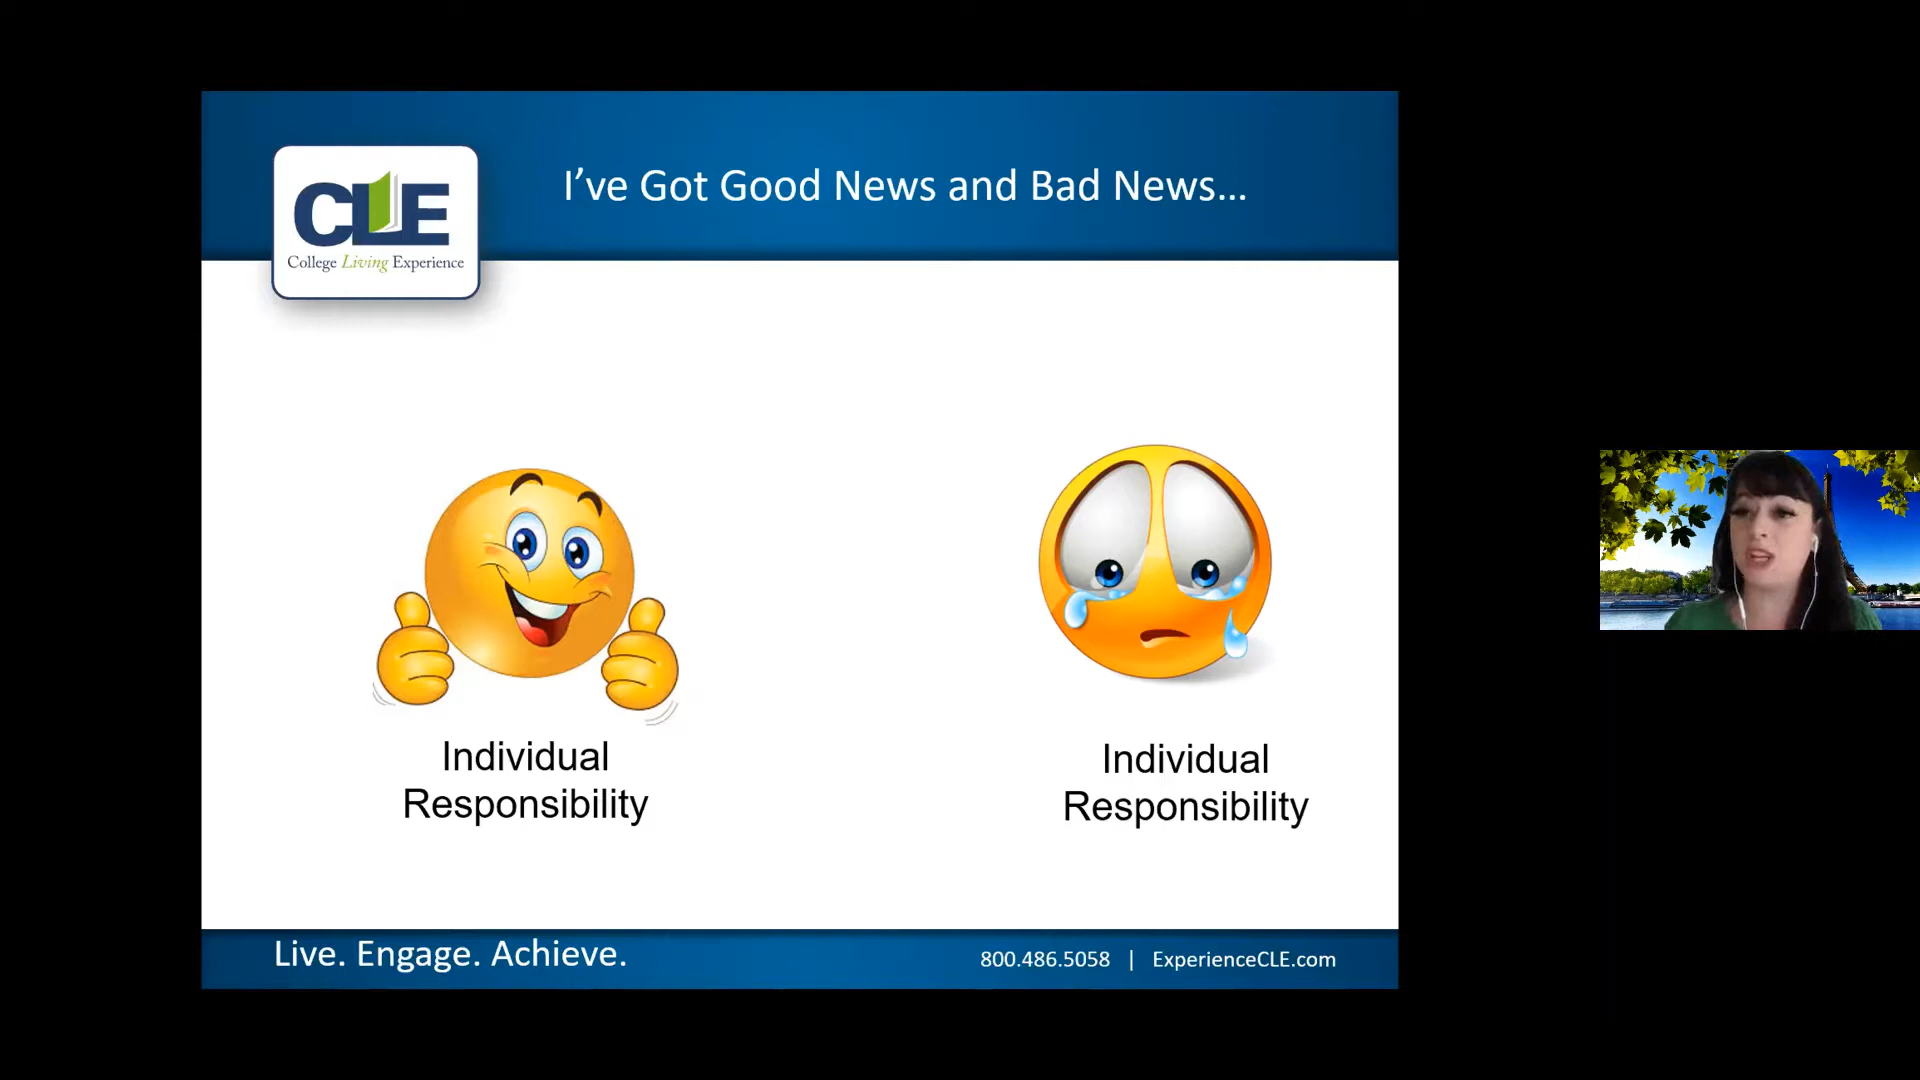 I’ve Got Good News and Bad News...
CLE
College Living Experience
Individual
Responsibility
Individual
Responsibility
Live. Engage. Achieve.
800.486.5058 | ExperienceCLE.com